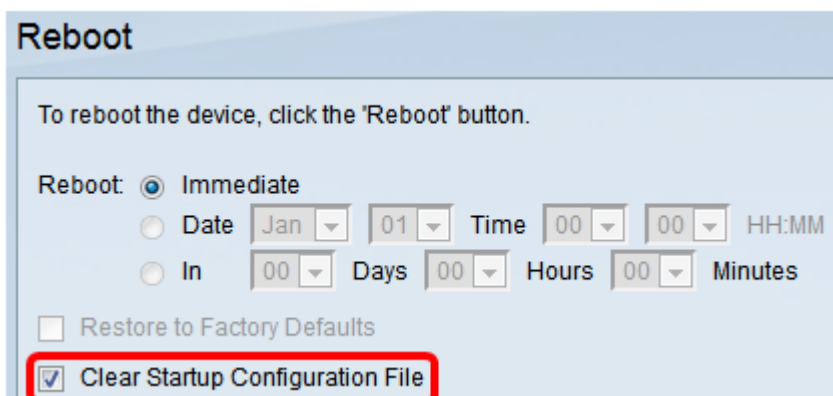 Reboot
To reboot the device, click the 'Reboot' button.
Reboot: Immediate
Date Jan 01 Time 00 00 HH:MM
In 00 Days 00 Hours 00 Minutes
Restore to Factory Defaults
Clear Startup Configuration File